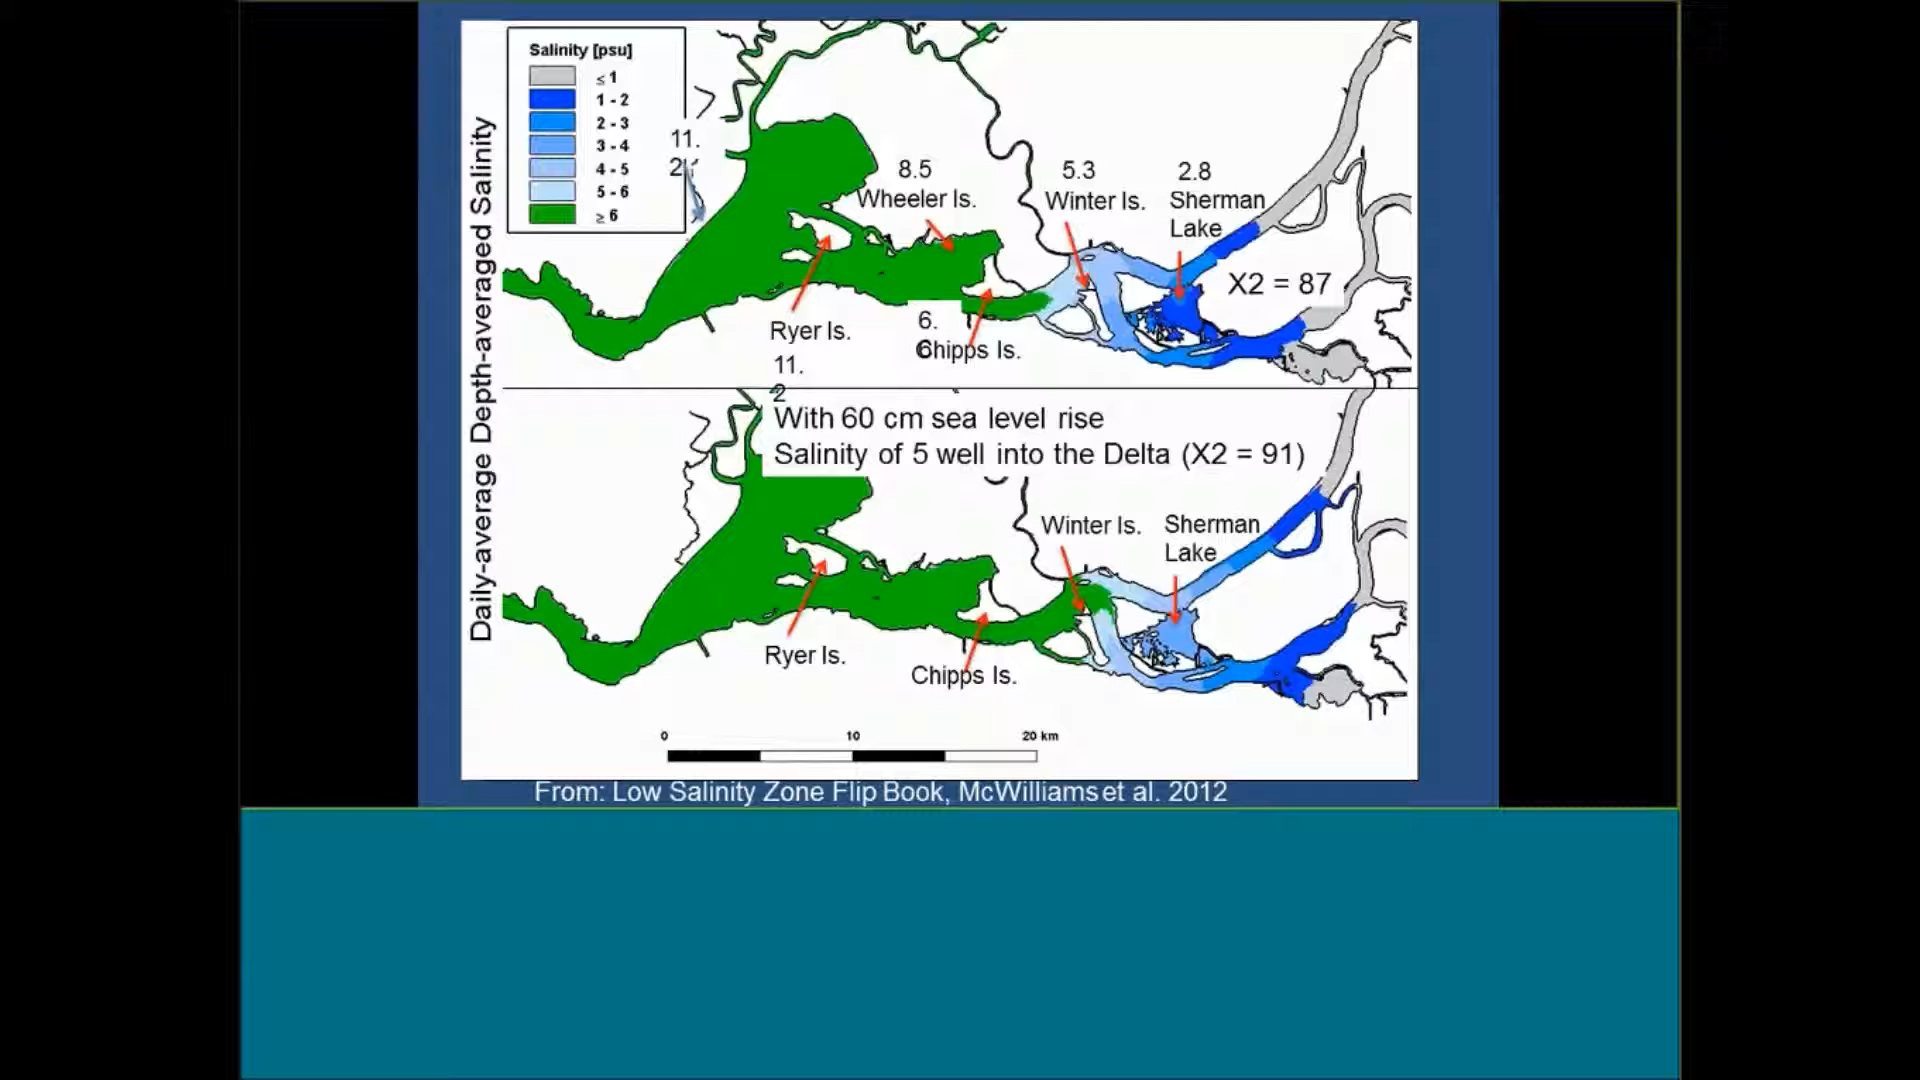 Salinity [psu]
≤ 1
1 - 2
2 - 3
3 - 4
4 - 5
5 - 6
≥ 6
Daily-average Depth-averaged Salinity
11.
2
8.5
Wheeler Is.
5.3
Winter Is.
2.8
Sherman
Lake
X2 = 87
Ryer Is.
11.
2
6.
6
Chipps Is.
With 60 cm sea level rise
Salinity of 5 well into the Delta (X2 = 91)
Winter Is.
Sherman
Lake
Ryer Is.
Chipps Is.
0 10 20 km
From: Low Salinity Zone Flip Book, McWilliams et al. 2012